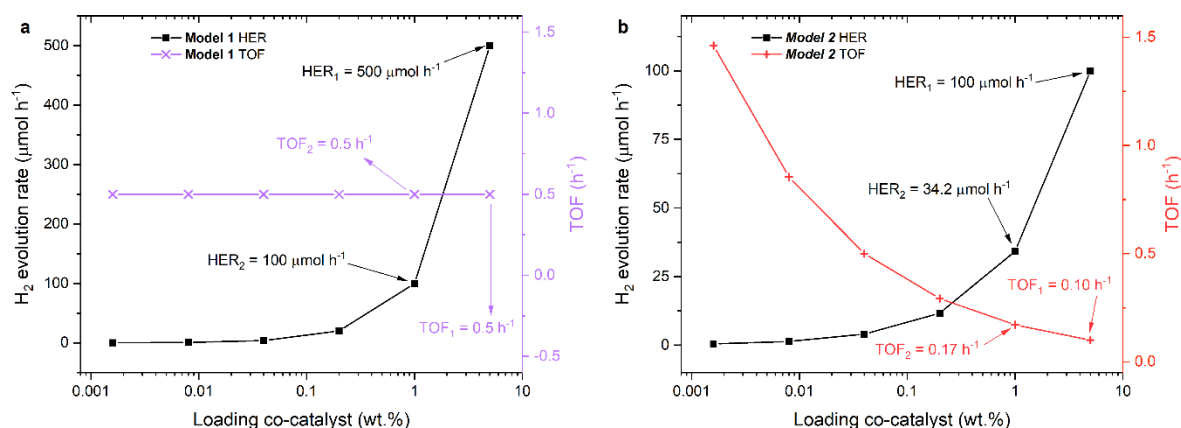 a
Model 1 HER
Model 1 TOF
HER₁ = 500 μmol h⁻¹
TOF₂ = 0.5 h⁻¹
HER₂ = 100 μmol h⁻¹
TOF₁ = 0.5 h⁻¹
H₂ evolution rate (μmol h⁻¹)
500
400
300
200
100
0
TOF (h⁻¹)
1.5
1.0
0.5
0.0
-0.5
0.001
0.01
0.1
1
10
Loading co-catalyst (wt.%)
b
Model 2 HER
Model 2 TOF
HER₁ = 100 μmol h⁻¹
HER₂ = 34.2 μmol h⁻¹
TOF₁ = 0.10 h⁻¹
TOF₂ = 0.17 h⁻¹
H₂ evolution rate (μmol h⁻¹)
100
75
50
25
0
TOF (h⁻¹)
1.5
1.0
0.5
0.0
0.001
0.01
0.1
1
10
Loading co-catalyst (wt.%)